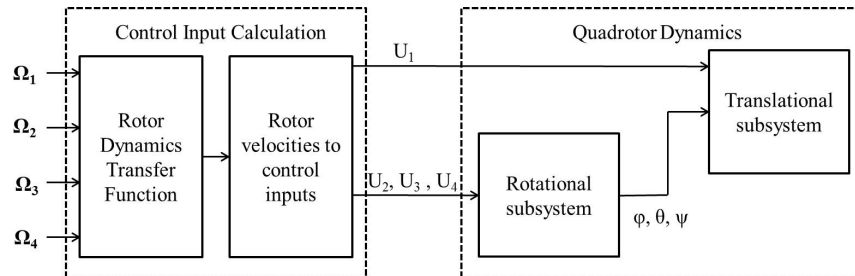 Control Input Calculation
Quadrotor Dynamics
Ω1
Ω2
Ω3
Ω4
Rotor
Dynamics
Transfer
Function
Rotor
velocities to
control
inputs
U1
U2, U3 , U4
Rotational
subsystem
φ, θ, ψ
Translational
subsystem